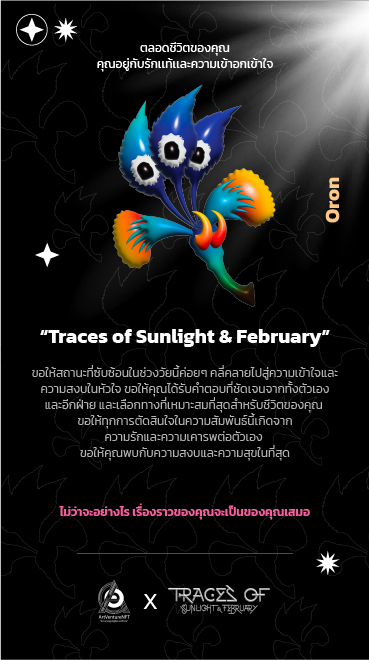 ตลอดชีวิตของคุณ
คุณอยู่กับรักแท้และความเข้าอกเข้าใจ
Oron
“Traces of Sunlight & February”
ขอให้สถานะที่ซับซ้อนในช่วงวัยนี้ค่อยๆ คลี่คลายไปสู่ความเข้าใจและ
ความสงบในหัวใจ ขอให้คุณได้รับคำตอบที่ชัดเจนจากทั้งตัวเอง
และอีกฝ่าย และเลือกทางที่เหมาะสมที่สุดสำหรับชีวิตของคุณ
ขอให้ทุกการตัดสินใจในความสัมพันธ์นี้เกิดจาก
ความรักและความเคารพต่อตัวเอง
ขอให้คุณพบกับความสงบและความสุขในที่สุด
ไม่ว่าจะอย่างไร เรื่องราวของคุณจะเป็นของคุณเสมอ
ArtVentureNFT
X
TRACES OF
SUNLIGHT & FEBRUARY